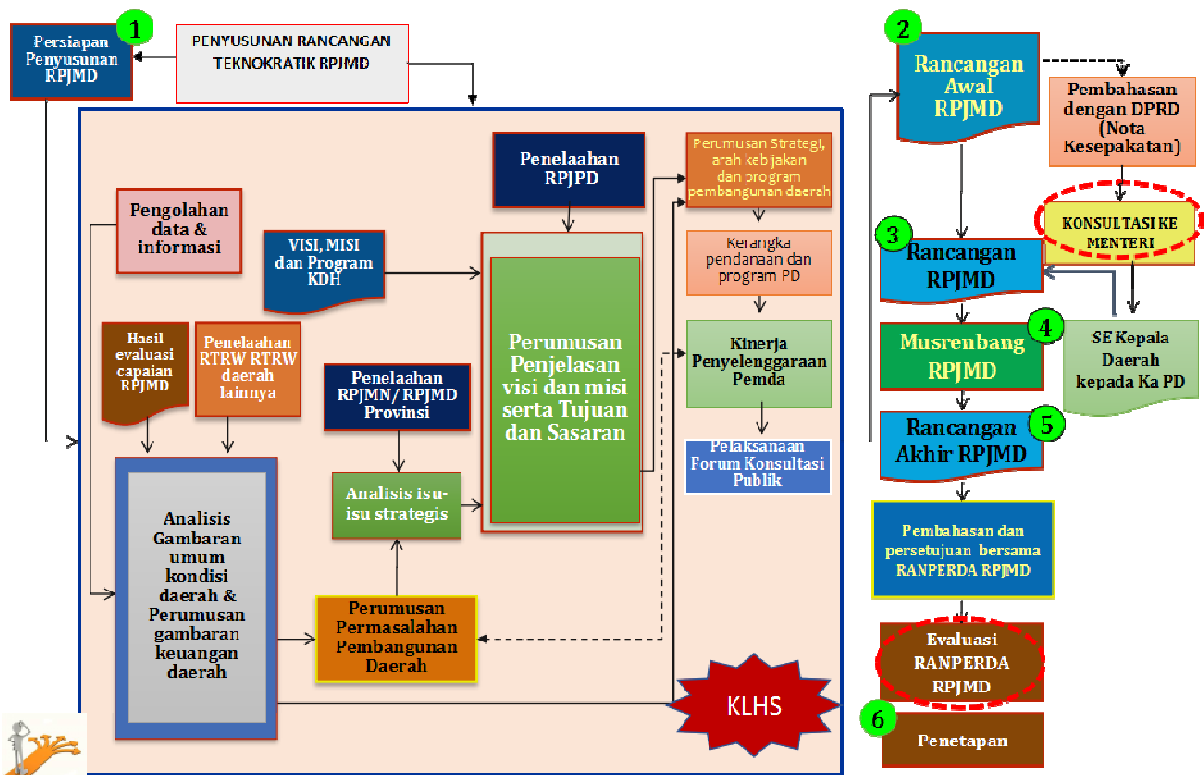 1
Persiapan
Penyusunan
RPJMD
PENYUSUNAN RANCANGAN
TEKNOKRATIK RPJMD
Pengolahan
data &
informasi
Hasil
evaluasi
capaian
RPJMD
Penelaahan
RTRW RTRW
daerah
lainnya
Analisis
Gambaran
umum
kondisi
daerah &
Perumusan
gambaran
keuangan
daerah
VISI, MISI
dan Program
KDH
Penelaahan
RPJMN/ RPJMD
Provinsi
Analisis isu-
isu strategis
Perumusan
Permasalahan
Pembangunan
Daerah
Penelaahan
RPJPD
Perumusan
Penjelasan
visi dan misi
serta Tujuan
dan Sasaran
Perumusan Strategi,
arah kebijakan
dan program
pembangunan daerah
Kerangka
pendanaan dan
program PD
Kinerja
Penyelenggaraan
Pemda
Pelaksanaan
Forum Konsultasi
Publik
KLHS
2
Rancangan
Awal
RPJMD
Pembahasan
dengan DPRD
(Nota
Kesepakatan)
KONSULTASI KE
MENTERI
3
Rancangan
RPJMD
SE Kepala
Daerah
kepada Ka PD
4
Musrenbang
RPJMD
5
Rancangan
Akhir RPJMD
Pembahasan dan
persetujuan bersama
RANPERDA RPJMD
Evaluasi
RANPERDA
RPJMD
6
Penetapan